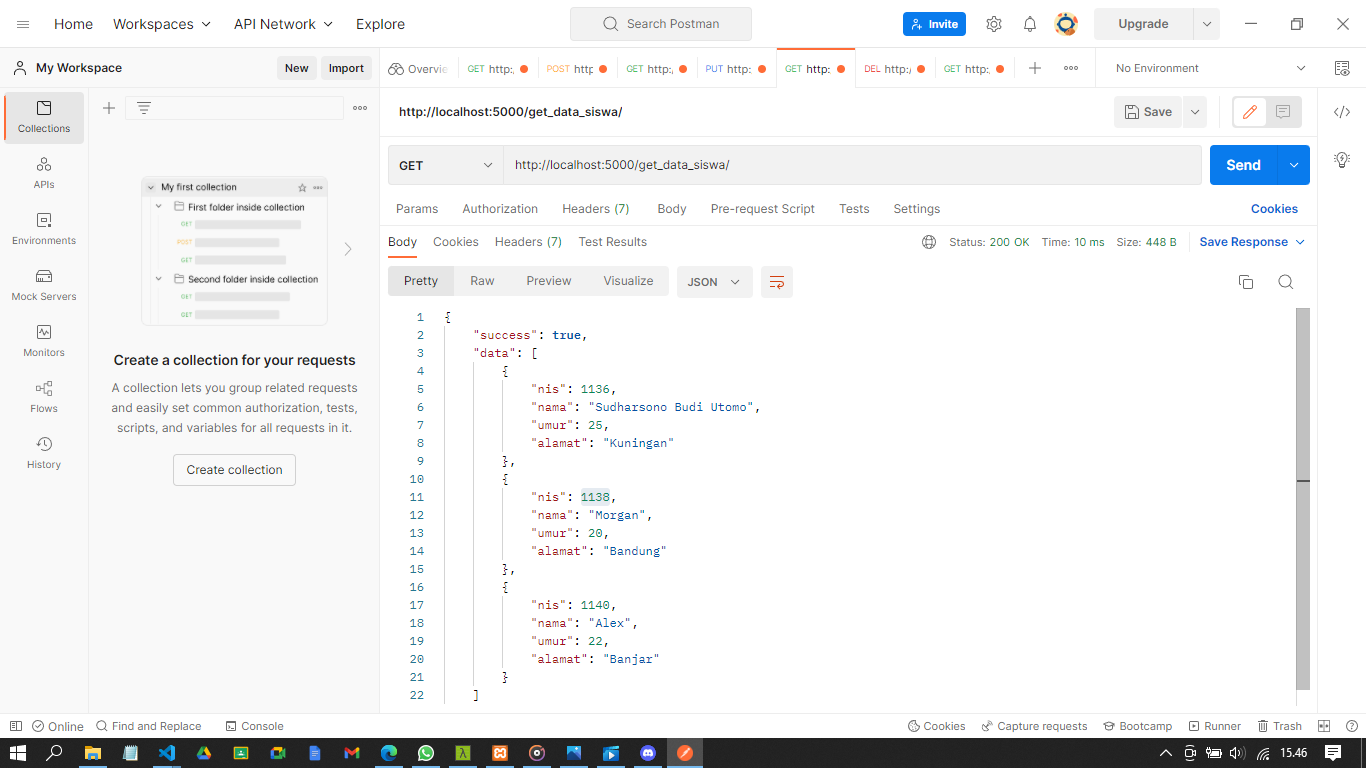 Home Workspaces API Network Explore Search Postman Invite Upgrade
My Workspace New Import Overvie GET http:, POST http GET http:, PUT http: GET http: DEL http:/ GET http:, No Environment
http://localhost:5000/get_data_siswa/ Save
GET http://localhost:5000/get_data_siswa/ Send
Params Authorization Headers (7) Body Pre-request Script Tests Settings Cookies
Body Cookies Headers (7) Test Results Status: 200 OK Time: 10 ms Size: 448 B Save Response
Pretty Raw Preview Visualize JSON
Collections
APIs
Environments
Mock Servers
Monitors
Flows
History
My first collection
First folder inside collection
GET
POST
GET
Second folder inside collection
GET
GET
Create a collection for your requests
A collection lets you group related requests
and easily set common authorization, tests,
scripts, and variables for all requests in it.
Create collection
1 {
2 "success": true,
3 "data": [
4 {
5 "nis": 1136,
6 "nama": "Sudharsono Budi Utomo",
7 "umur": 25,
8 "alamat": "Kuningan"
9 },
10 {
11 "nis": 1138,
12 "nama": "Morgan",
13 "umur": 20,
14 "alamat": "Bandung"
15 },
16 {
17 "nis": 1140,
18 "nama": "Alex",
19 "umur": 22,
20 "alamat": "Banjar"
21 }
22 ]
Online Find and Replace Console Cookies Capture requests Bootcamp Runner Trash
15.46